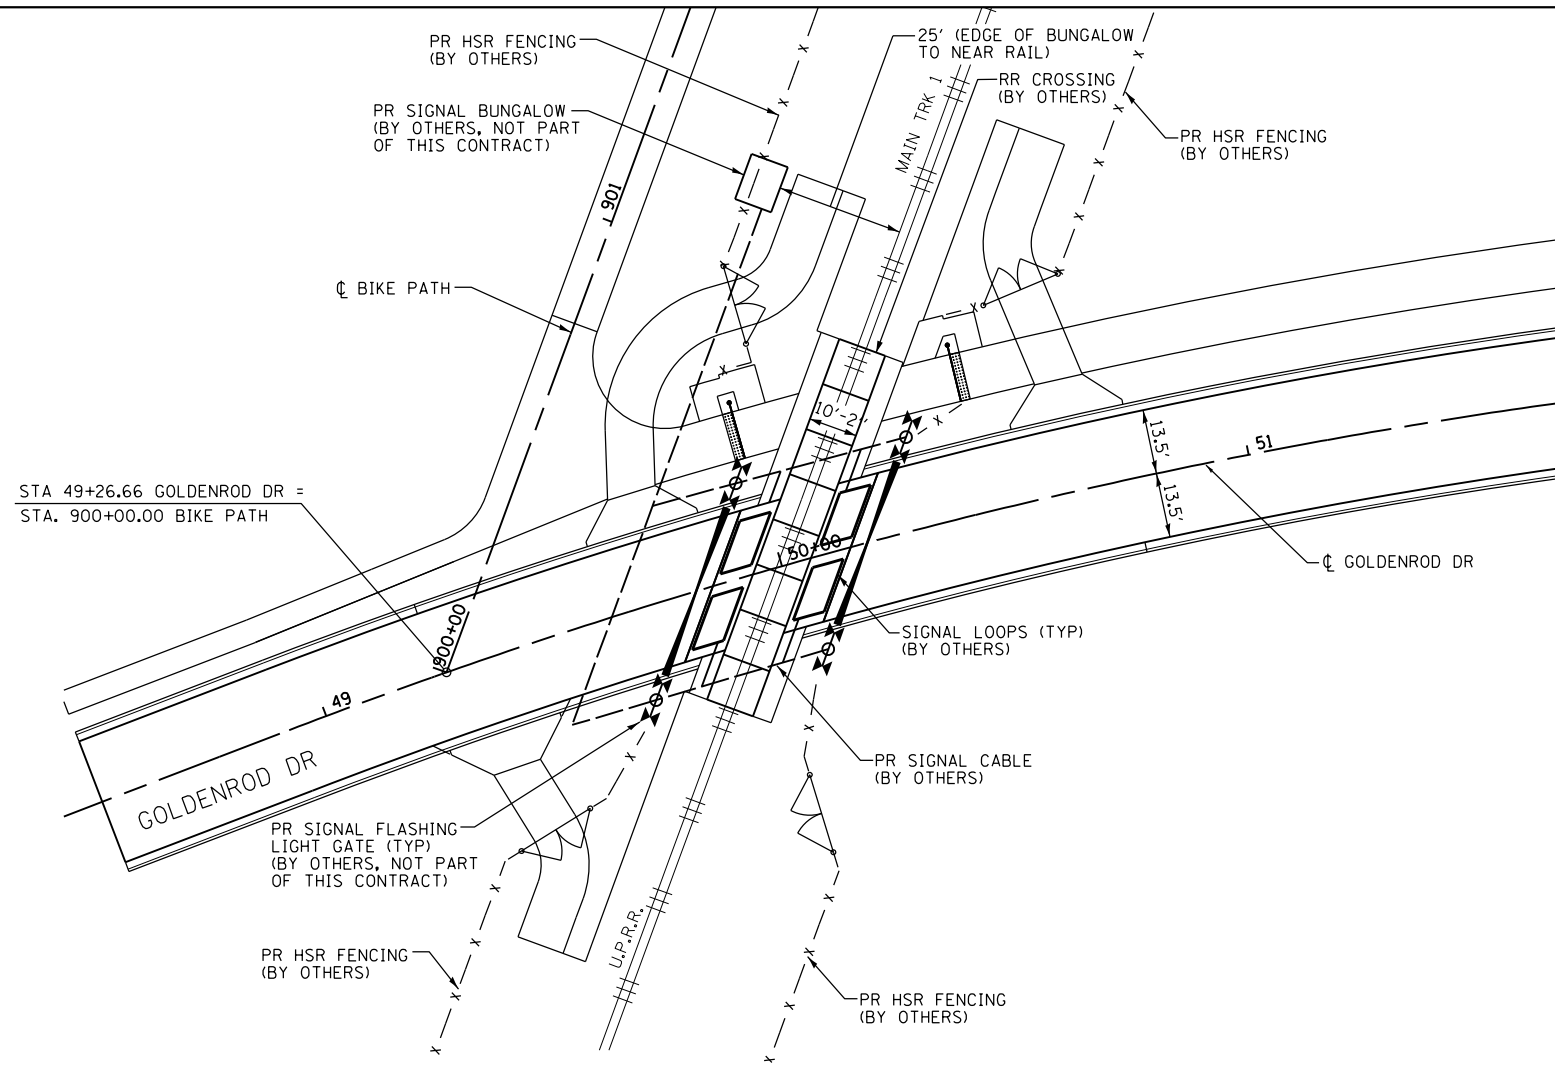 PR HSR FENCING
(BY OTHERS)
25' (EDGE OF BUNGALOW
TO NEAR RAIL)
MAIN TRK 1
RR CROSSING
(BY OTHERS)
PR SIGNAL BUNGALOW
(BY OTHERS, NOT PART
OF THIS CONTRACT)
PR HSR FENCING
(BY OTHERS)
901
℄ BIKE PATH
10'-2"
13.5'
51
13.5'
STA 49+26.66 GOLDENROD DR =
STA. 900+00.00 BIKE PATH
50+00
℄ GOLDENROD DR
900+00
SIGNAL LOOPS (TYP)
(BY OTHERS)
49
PR SIGNAL CABLE
(BY OTHERS)
GOLDENROD DR
PR SIGNAL FLASHING
LIGHT GATE (TYP)
(BY OTHERS, NOT PART
OF THIS CONTRACT)
U.P.R.R.
PR HSR FENCING
(BY OTHERS)
PR HSR FENCING
(BY OTHERS)